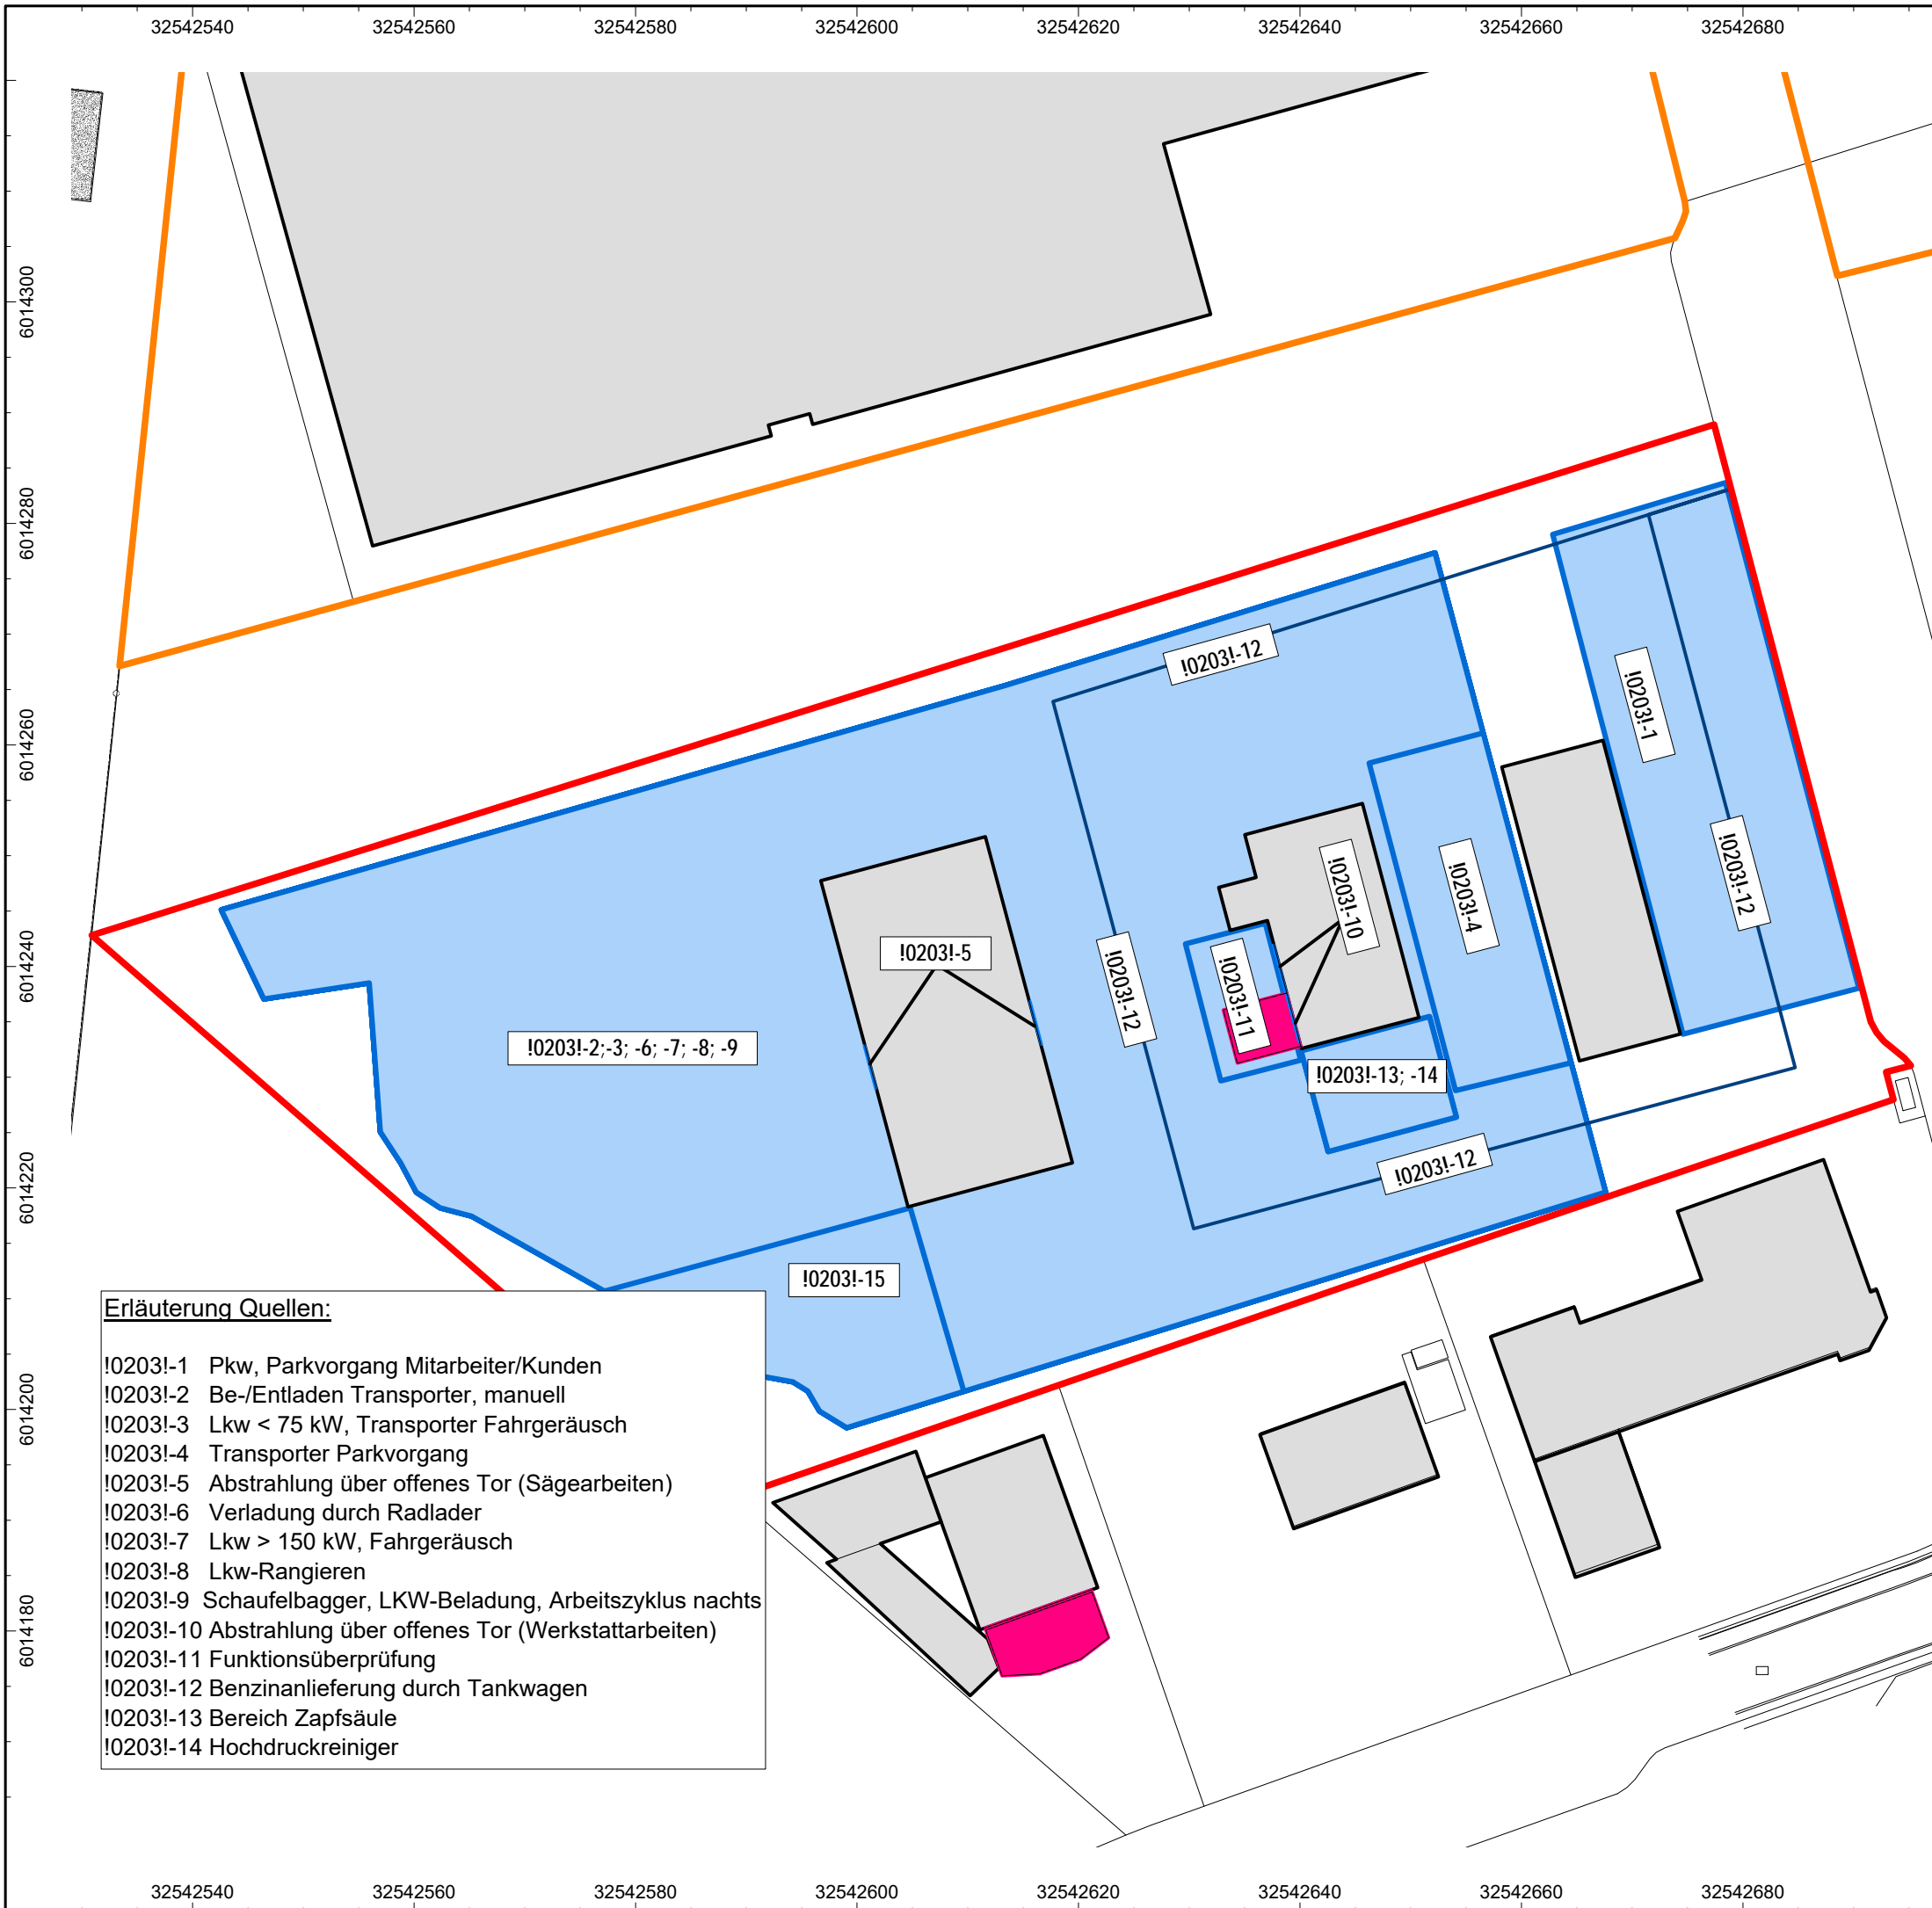 32542540 32542560 32542580 32542600 32542620 32542640 32542660 32542680
6014300
6014280
6014260
6014240
6014220
6014200
6014180
!0203!-12
!0203!-1
!0203!-12
!0203!-4
!0203!-10
!0203!-5
!0203!-11
!0203!-12
!0203!-2;-3; -6; -7; -8; -9
!0203!-13; -14
!0203!-12
!0203!-15
Erläuterung Quellen:
!0203!-1 Pkw, Parkvorgang Mitarbeiter/Kunden
!0203!-2 Be-/Entladen Transporter, manuell
!0203!-3 Lkw < 75 kW, Transporter Fahrgeräusch
!0203!-4 Transporter Parkvorgang
!0203!-5 Abstrahlung über offenes Tor (Sägearbeiten)
!0203!-6 Verladung durch Radlader
!0203!-7 Lkw > 150 kW, Fahrgeräusch
!0203!-8 Lkw-Rangieren
!0203!-9 Schaufelbagger, LKW-Beladung, Arbeitszyklus nachts
!0203!-10 Abstrahlung über offenes Tor (Werkstattarbeiten)
!0203!-11 Funktionsüberprüfung
!0203!-12 Benzinanlieferung durch Tankwagen
!0203!-13 Bereich Zapfsäule
!0203!-14 Hochdruckreiniger
32542540 32542560 32542580 32542600 32542620 32542640 32542660 32542680